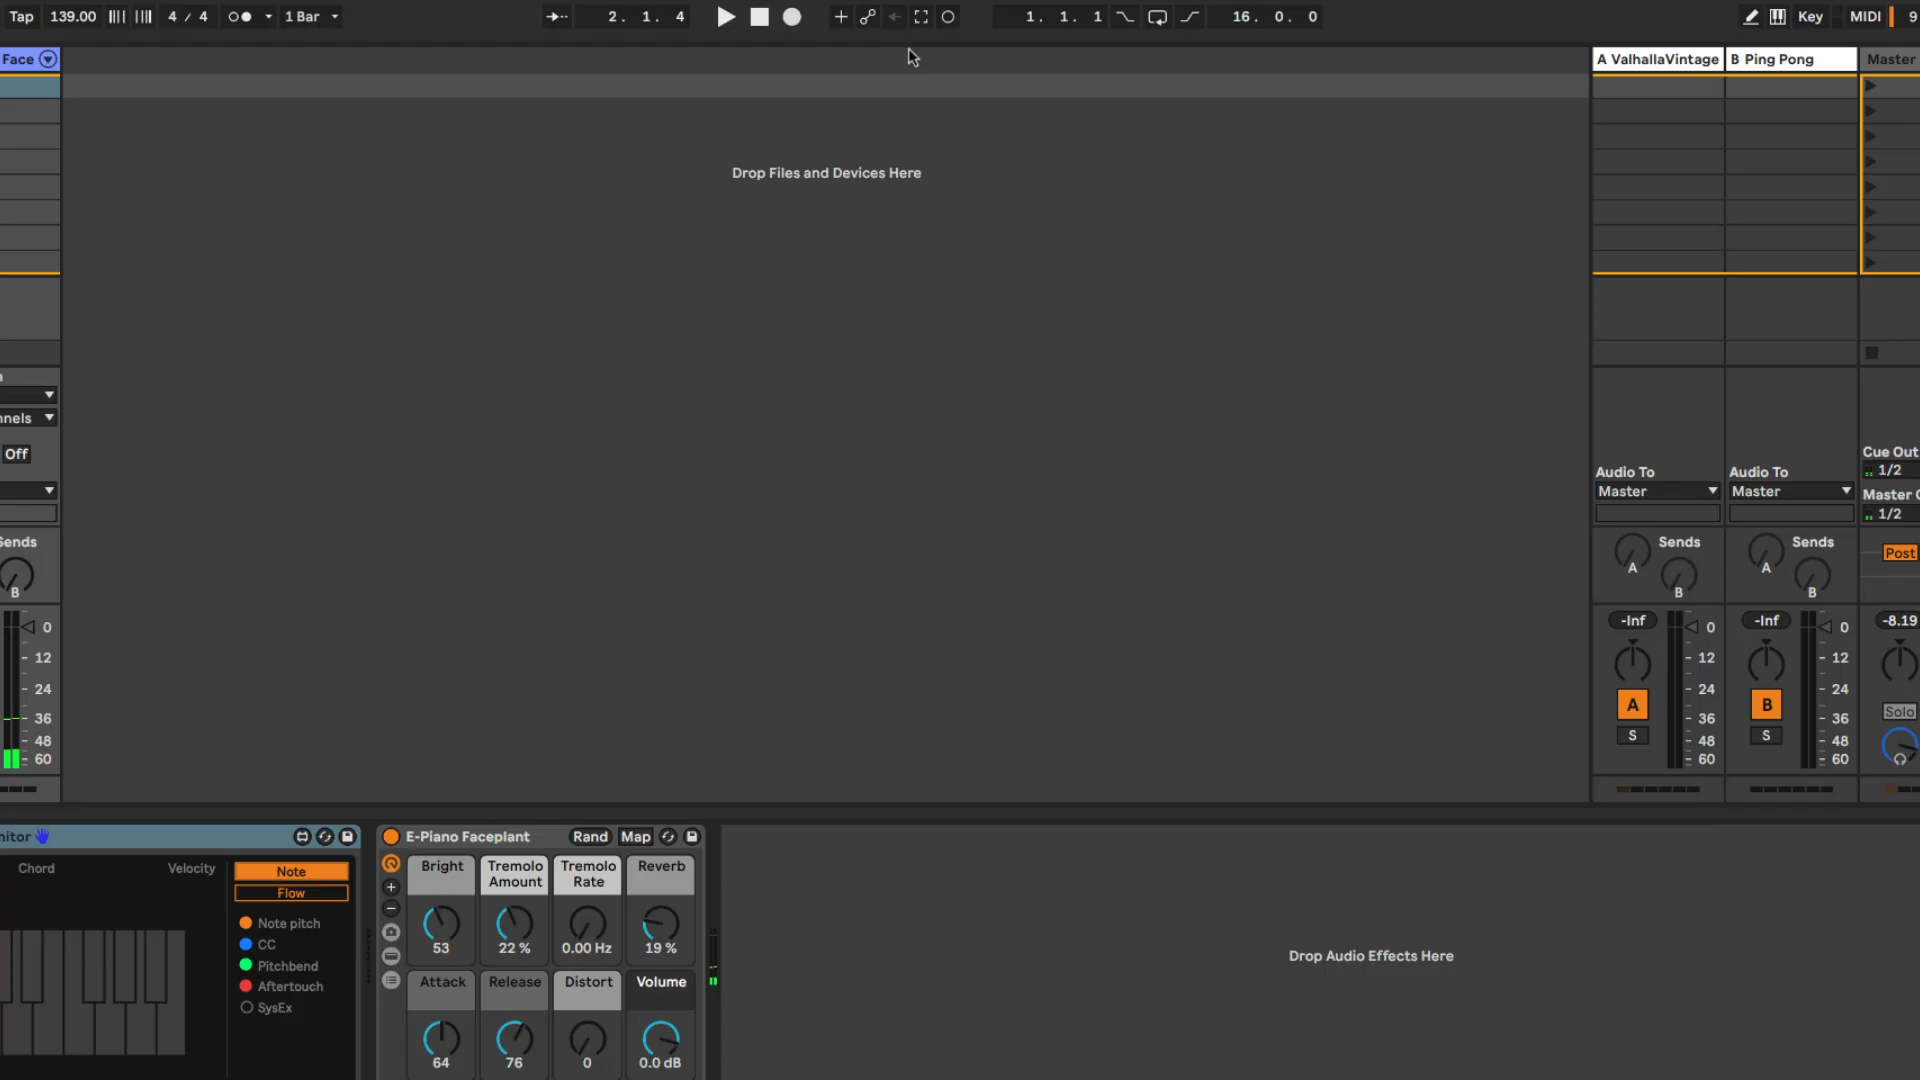 Tap 139.00 4 / 4 1 Bar 2. 1. 4 1. 1. 1 16. 0. 0 Key MIDI 9
Face A ValhallaVintage B Ping Pong Master
Drop Files and Devices Here
nnels
Off
Cue Out
Audio To Audio To 1/2
Master Master Master
1/2
Sends Sends Sends
A A Post
B B B
-Inf -Inf -8.19
0 0 0
12 12 12
24 24 24
A B Solo
36 36 36
S S
48 48 48
60 60 60
nitor E-Piano Faceplant Rand Map
Chord Velocity Note
Flow
Note pitch
CC
Pitchbend
Aftertouch
SysEx
Bright Tremolo Amount Tremolo Rate Reverb
53 22 % 0.00 Hz 19 %
Attack Release Distort Volume
64 76 0 0.0 dB
Drop Audio Effects Here